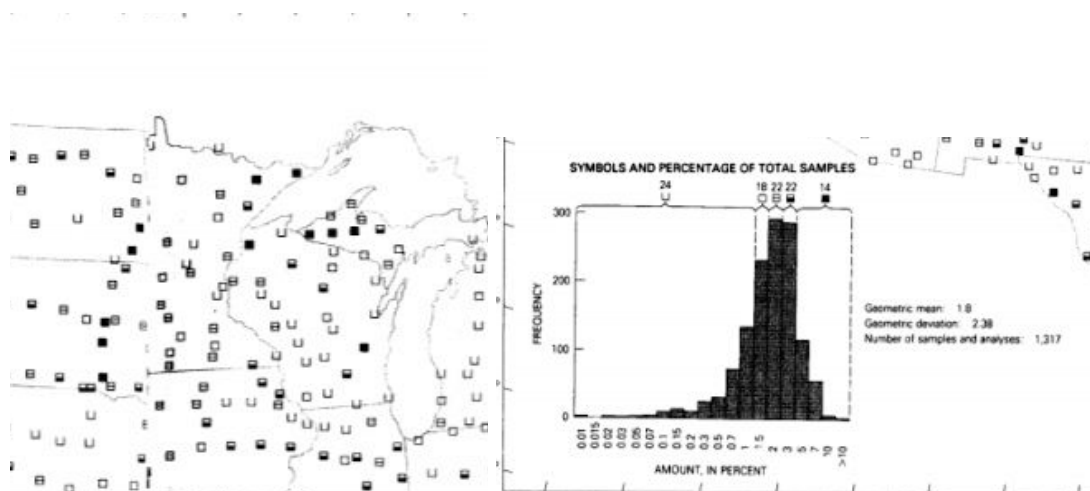 SYMBOLS AND PERCENTAGE OF TOTAL SAMPLES
24 18 22 22 14
300
200
100
0
FREQUENCY
0.01 0.015 0.02 0.03 0.05 0.07 0.1 0.15 0.2 0.3 0.5 0.7 1 1.5 2 3 5 7 10 >10
AMOUNT, IN PERCENT
Geometric mean: 1.8
Geometric deviation: 2.38
Number of samples and analyses: 1,317